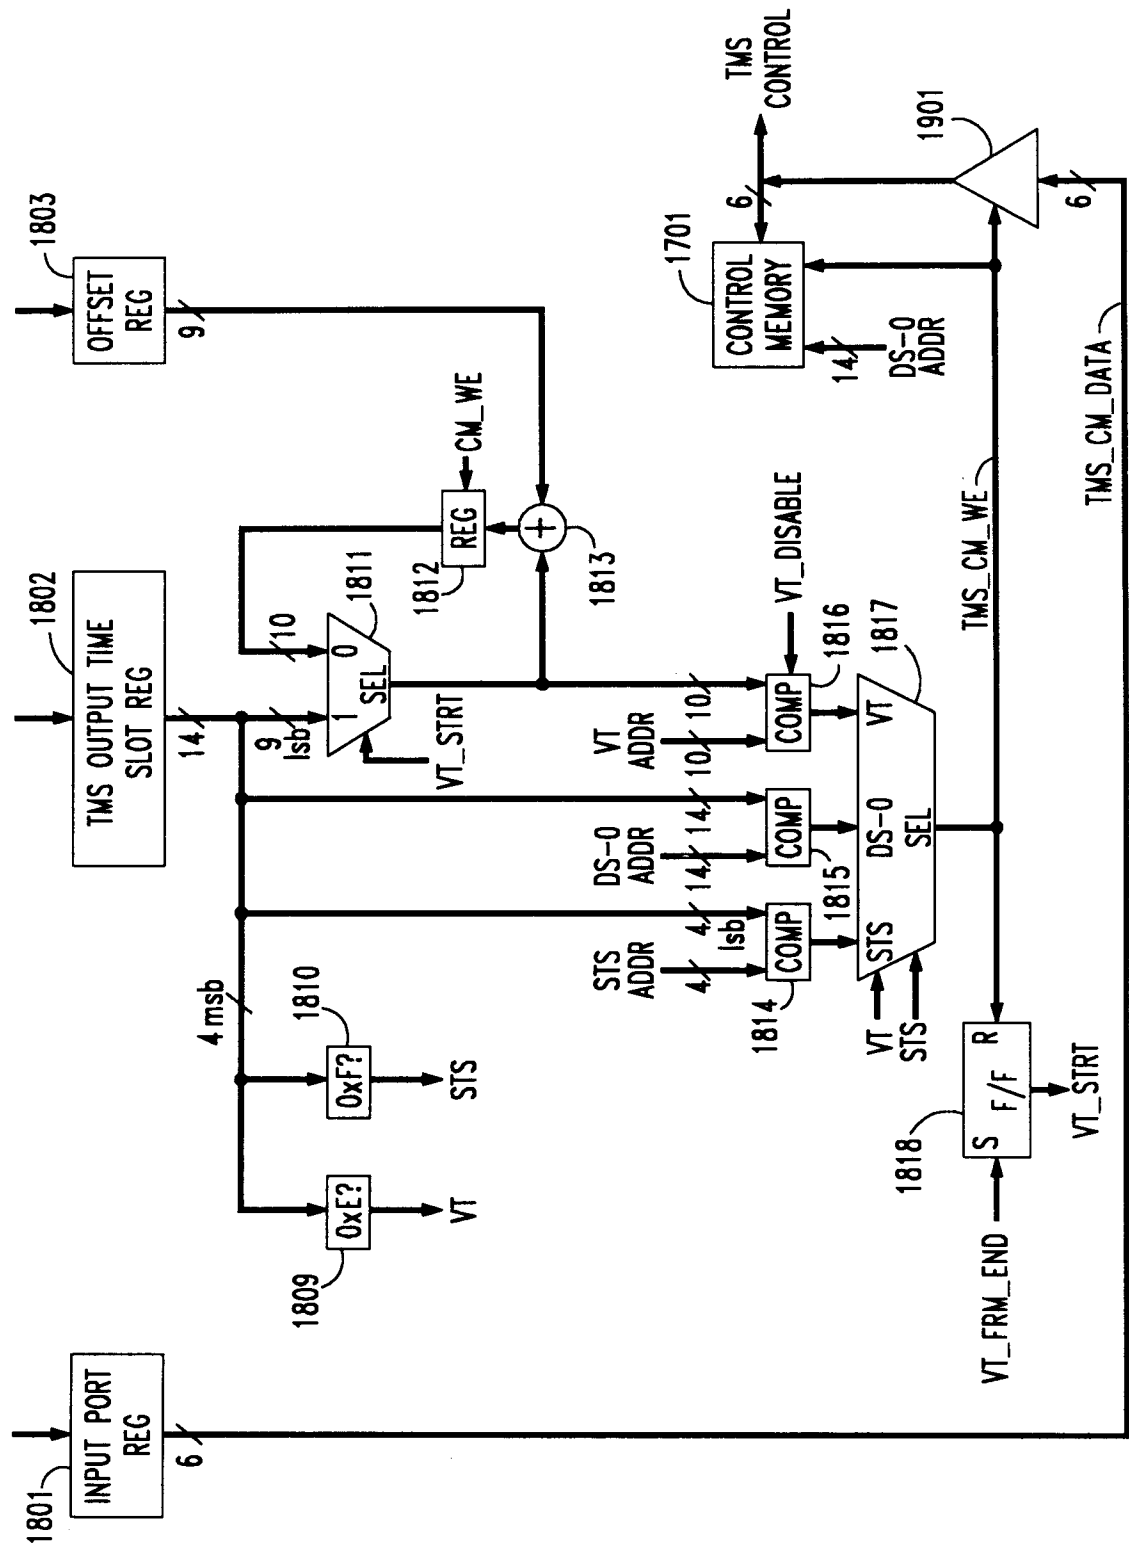 1801
INPUT PORT
REG
6
1802
TMS OUTPUT TIME
SLOT REG
14
1803
OFFSET
REG
9
4 msb
1809
0xE?
VT
1810
0xF?
STS
9
lsb
10
1
0
SEL
1811
VT_STRT
1812
REG
CM_WE
+
1813
STS
ADDR
4
4
lsb
COMP
1814
DS-0
ADDR
14
14
COMP
1815
VT
ADDR
10
10
COMP
1816
VT_DISABLE
STS
DS-0
VT
SEL
1817
VT
STS
1818
S
R
F/F
VT_FRM_END
VT_STRT
TMS_CM_WE
TMS_CM_DATA
1701
CONTROL
MEMORY
14
DS-0
ADDR
6
TMS
CONTROL
1901
6